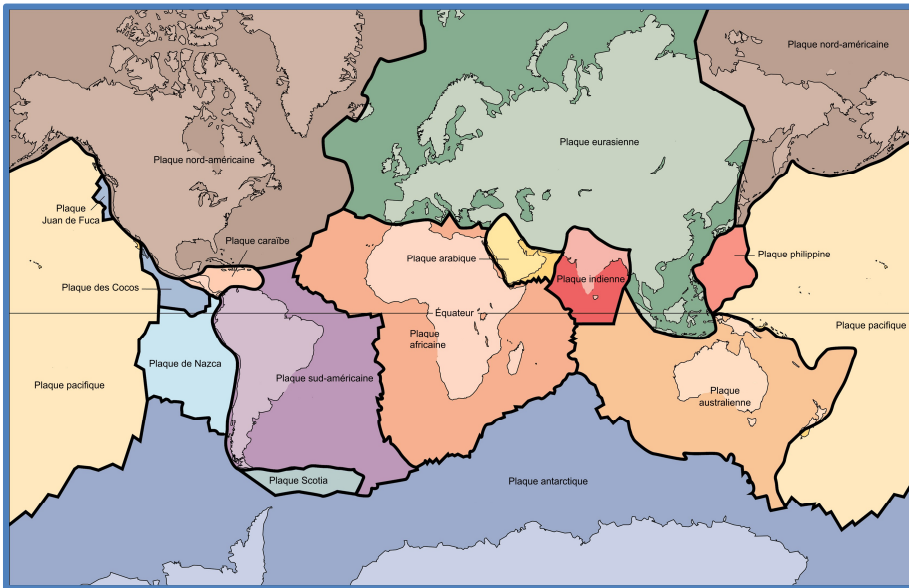 Plaque nord-américaine
Plaque eurasienne
Plaque nord-américaine
Plaque
Juan de Fuca
Plaque caraïbe
Plaque arabique
Plaque philippine
Plaque indienne
Plaque des Cocos
Équateur
Plaque pacifique
Plaque
africaine
Plaque de Nazca
Plaque sud-américaine
Plaque pacifique
Plaque
australienne
Plaque Scotia
Plaque antarctique